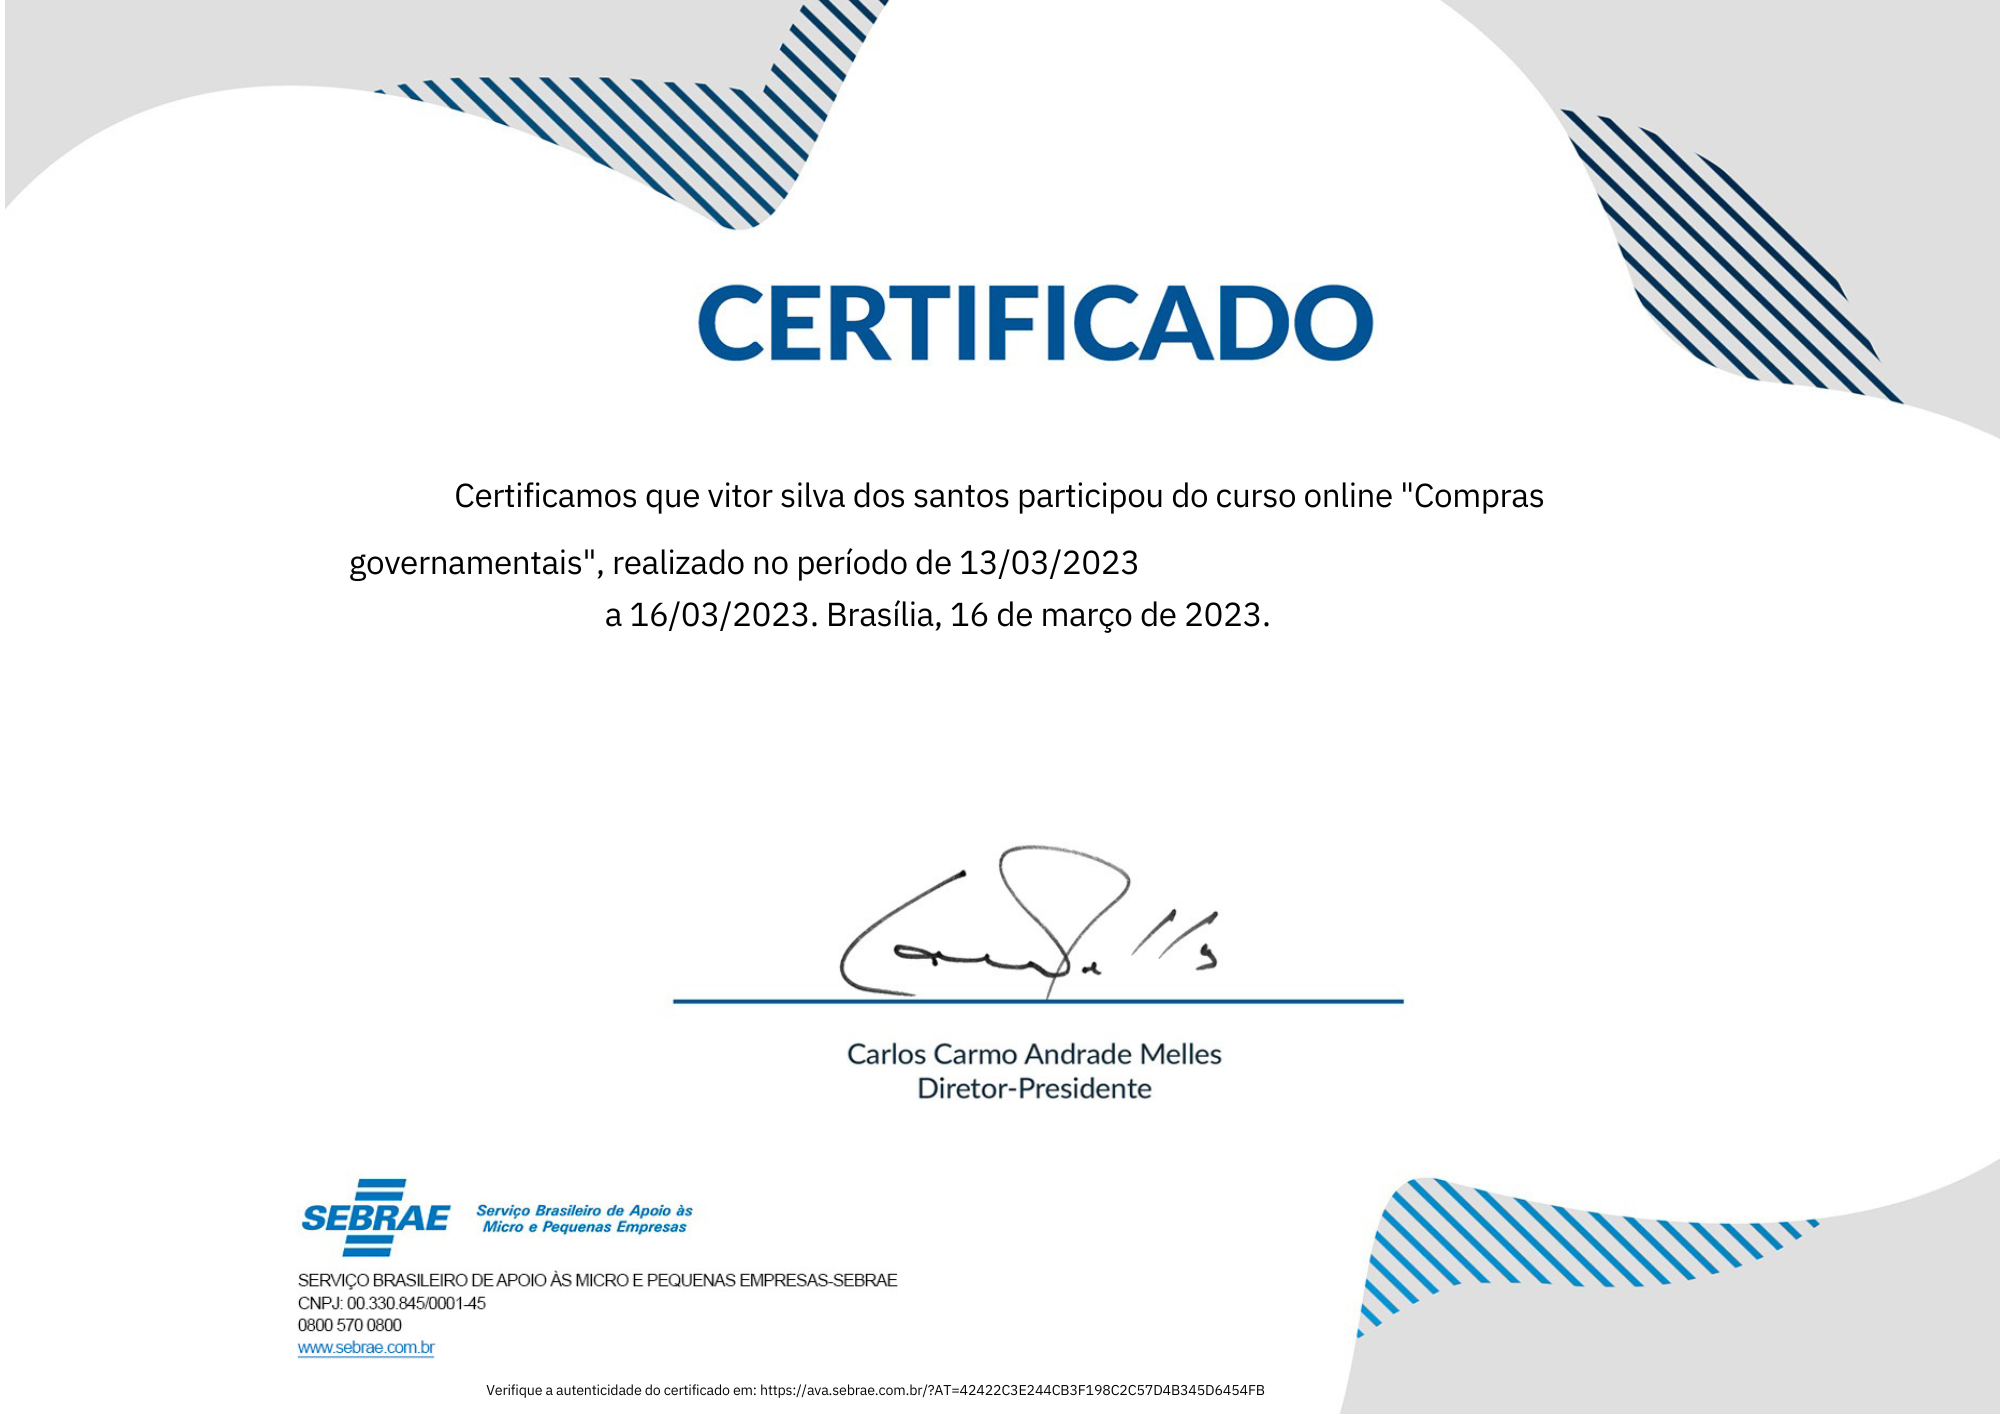 CERTIFICADO
Certificamos que vitor silva dos santos participou do curso online "Compras
governamentais", realizado no período de 13/03/2023
a 16/03/2023. Brasília, 16 de março de 2023.
Carlos Carmo Andrade Melles
Diretor-Presidente
SEBRAE
Serviço Brasileiro de Apoio às
Micro e Pequenas Empresas
SERVIÇO BRASILEIRO DE APOIO ÀS MICRO E PEQUENAS EMPRESAS-SEBRAE
CNPJ: 00.330.845/0001-45
0800 570 0800
www.sebrae.com.br
Verifique a autenticidade do certificado em: https://ava.sebrae.com.br/?AT=42422C3E244CB3F198C2C57D4B345D6454FB